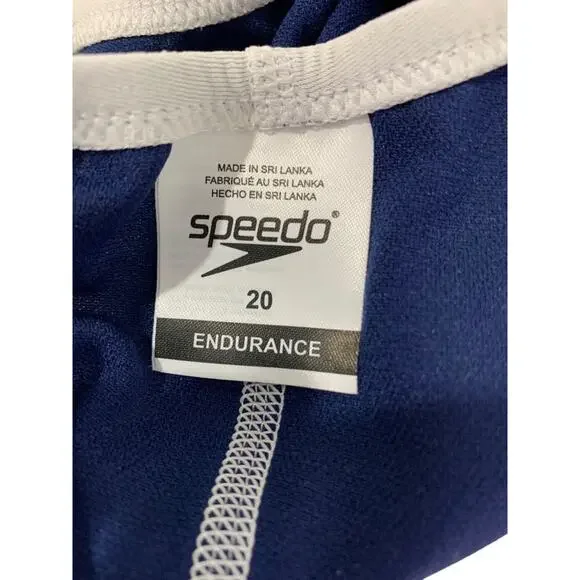 MADE IN SRI LANKA
FABRIQUÉ AU SRI LANKA
HECHO EN SRI LANKA
speedo®
20
ENDURANCE